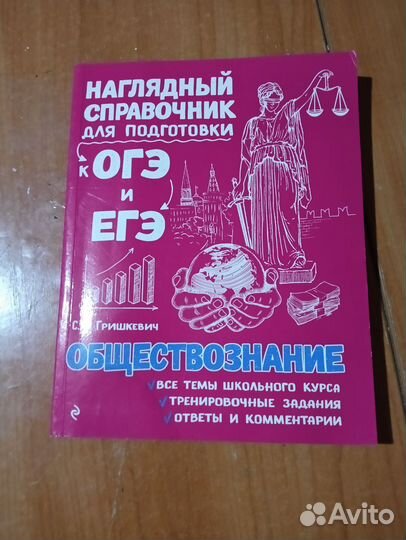 НАГЛЯДНЫЙ
СПРАВОЧНИК
ДЛЯ ПОДГОТОВКИ
К ОГЭ
И
ЕГЭ
ГРИШКЕВИЧ
ОБЩЕСТВОЗНАНИЕ
ВСЕ ТЕМЫ ШКОЛЬНОГО КУРСА
ТРЕНИРОВОЧНЫЕ ЗАДАНИЯ
ОТВЕТЫ И КОММЕНТАРИИ
Avito